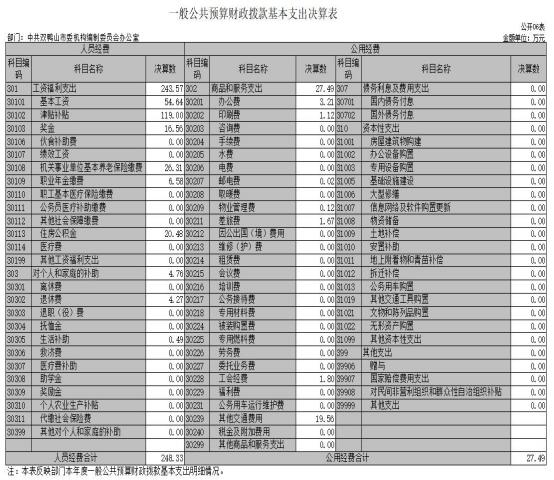 一般公共预算财政拨款基本支出决算表
公开06表
部门：中共双鸭山市委机构编制委员会办公室 金额单位：万元
人员经费 公用经费
科目编码 科目名称 决算数 科目编码 科目名称 决算数 科目编码 科目名称 决算数
301 工资福利支出 243.57 302 商品和服务支出 27.49 307 债务利息及费用支出 0.00
30101 基本工资 54.64 30201 办公费 3.21 30701 国内债务付息 0.00
30102 津贴补贴 119.00 30202 印刷费 1.12 30702 国外债务付息 0.00
30103 奖金 16.56 30203 咨询费 0.00 310 资本性支出 0.00
30106 伙食补助费 0.00 30204 手续费 0.00 31001 房屋建筑物购建 0.00
30107 绩效工资 0.00 30205 水费 0.00 31002 办公设备购置 0.00
30108 机关事业单位基本养老保险缴费 26.31 30206 电费 0.00 31003 专用设备购置 0.00
30109 职业年金缴费 6.58 30207 邮电费 0.02 31005 基础设施建设 0.00
30110 职工基本医疗保险缴费 0.00 30208 取暖费 0.00 31006 大型修缮 0.00
30111 公务员医疗补助缴费 0.00 30209 物业管理费 0.12 31007 信息网络及软件购置更新 0.00
30112 其他社会保障缴费 0.00 30211 差旅费 1.67 31008 物资储备 0.00
30113 住房公积金 20.48 30212 因公出国（境）费用 0.00 31009 土地补偿 0.00
30114 医疗费 0.00 30213 维修（护）费 0.00 31010 安置补助 0.00
30199 其他工资福利支出 0.00 30214 租赁费 0.00 31011 地上附着物和青苗补偿 0.00
303 对个人和家庭的补助 4.76 30215 会议费 0.00 31012 拆迁补偿 0.00
30301 离休费 0.00 30216 培训费 0.00 31013 公务用车购置 0.00
30302 退休费 4.27 30217 公务接待费 0.00 31019 其他交通工具购置 0.00
30303 退职（役）费 0.00 30218 专用材料费 0.00 31021 文物和陈列品购置 0.00
30304 抚恤金 0.00 30224 被装购置费 0.00 31022 无形资产购置 0.00
30305 生活补助 0.49 30225 专用燃料费 0.00 31099 其他资本性支出 0.00
30306 救济费 0.00 30226 劳务费 0.00 399 其他支出 0.00
30307 医疗费补助 0.00 30227 委托业务费 0.00 39906 赠与 0.00
30308 助学金 0.00 30228 工会经费 1.80 39907 国家赔偿费用支出 0.00
30309 奖励金 0.00 30229 福利费 0.00 39908 对民间非营利组织和群众性自治组织补贴 0.00
30310 个人农业生产补贴 0.00 30231 公务用车运行维护费 0.00 39999 其他支出 0.00
30311 代缴社会保险费 0.00 30239 其他交通费用 19.56
30399 其他对个人和家庭的补助 0.00 30240 税金及附加费用 0.00
30299 其他商品和服务支出 0.00
人员经费合计 248.33 公用经费合计 27.49
注：本表反映部门本年度一般公共预算财政拨款基本支出明细情况。